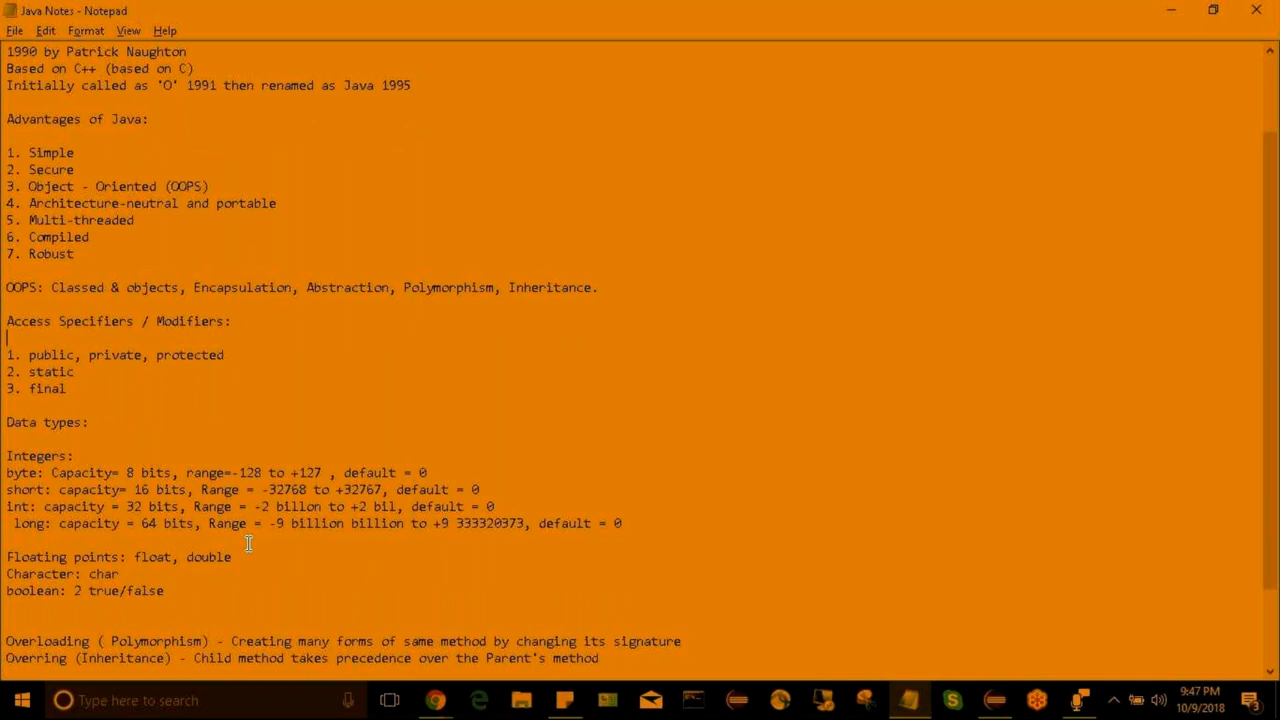 Java Notes - Notepad
File Edit Format View Help
1990 by Patrick Naughton
Based on C++ (based on C)
Initially called as 'O' 1991 then renamed as Java 1995
Advantages of Java:
1. Simple
2. Secure
3. Object - Oriented (OOPS)
4. Architecture-neutral and portable
5. Multi-threaded
6. Compiled
7. Robust
OOPS: Classed & objects, Encapsulation, Abstraction, Polymorphism, Inheritance.
Access Specifiers / Modifiers:
1. public, private, protected
2. static
3. final
Data types:
Integers:
byte: Capacity= 8 bits, range=-128 to +127 , default = 0
short: capacity= 16 bits, Range = -32768 to +32767, default = 0
int: capacity = 32 bits, Range = -2 billon to +2 bil, default = 0
long: capacity = 64 bits, Range = -9 billion billion to +9 333320373, default = 0
Floating points: float, double
Character: char
boolean: 2 true/false
Overloading ( Polymorphism) - Creating many forms of same method by changing its signature
Overring (Inheritance) - Child method takes precedence over the Parent's method
Type here to search
9:47 PM
10/9/2018
3